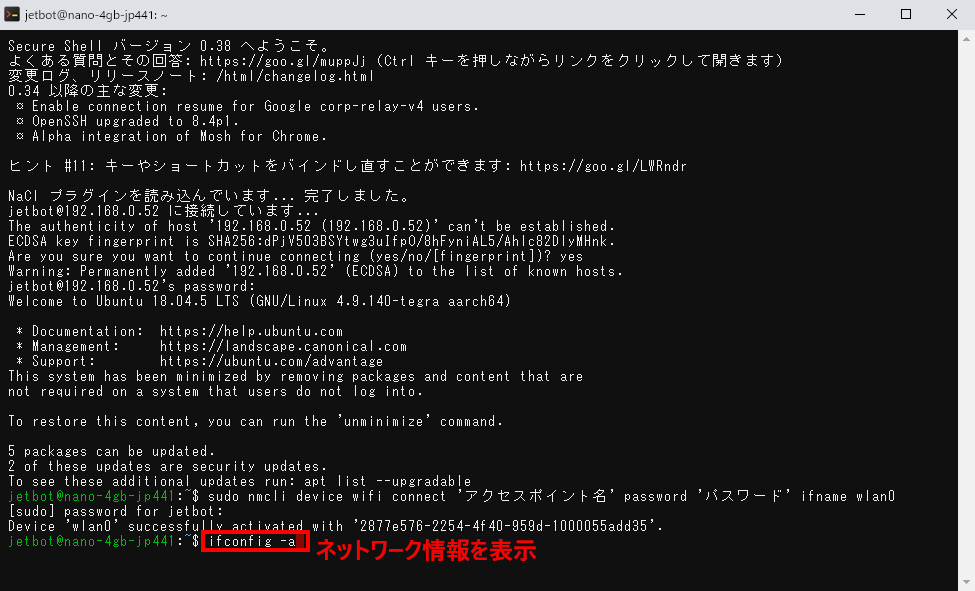 jetbot@nano-4gb-jp441: ~
Secure Shell バージョン 0.38 へようこそ。
よくある質問とその回答: https://goo.gl/muppJj (Ctrl キーを押しながらリンクをクリックして開きます)
変更ログ、リリースノート: /html/changelog.html
0.34 以降の主な変更:
¤ Enable connection resume for Google corp-relay-v4 users.
¤ OpenSSH upgraded to 8.4p1.
¤ Alpha integration of Mosh for Chrome.
ヒント #11: キーやショートカットをバインドし直すことができます: https://goo.gl/LWRndr
NaCl プラグインを読み込んでいます... 完了しました。
jetbot@192.168.0.52 に接続しています...
The authenticity of host '192.168.0.52 (192.168.0.52)' can't be established.
ECDSA key fingerprint is SHA256:dPjV5O3BSYtwg3uIfpO/8hFyniAL5/Ahlc82DlyMHnk.
Are you sure you want to continue connecting (yes/no/[fingerprint])? yes
Warning: Permanently added '192.168.0.52' (ECDSA) to the list of known hosts.
jetbot@192.168.0.52's password:
Welcome to Ubuntu 18.04.5 LTS (GNU/Linux 4.9.140-tegra aarch64)
* Documentation: https://help.ubuntu.com
* Management: https://landscape.canonical.com
* Support: https://ubuntu.com/advantage
This system has been minimized by removing packages and content that are
not required on a system that users do not log into.
To restore this content, you can run the 'unminimize' command.
5 packages can be updated.
2 of these updates are security updates.
To see these additional updates run: apt list --upgradable
jetbot@nano-4gb-jp441:~$ sudo nmcli device wifi connect 'アクセスポイント名' password 'パスワード' ifname wlan0
[sudo] password for jetbot:
Device 'wlan0' successfully activated with '2877e576-2254-4f40-959d-1000055add35'.
jetbot@nano-4gb-jp441:~$ ifconfig -a ネットワーク情報を表示